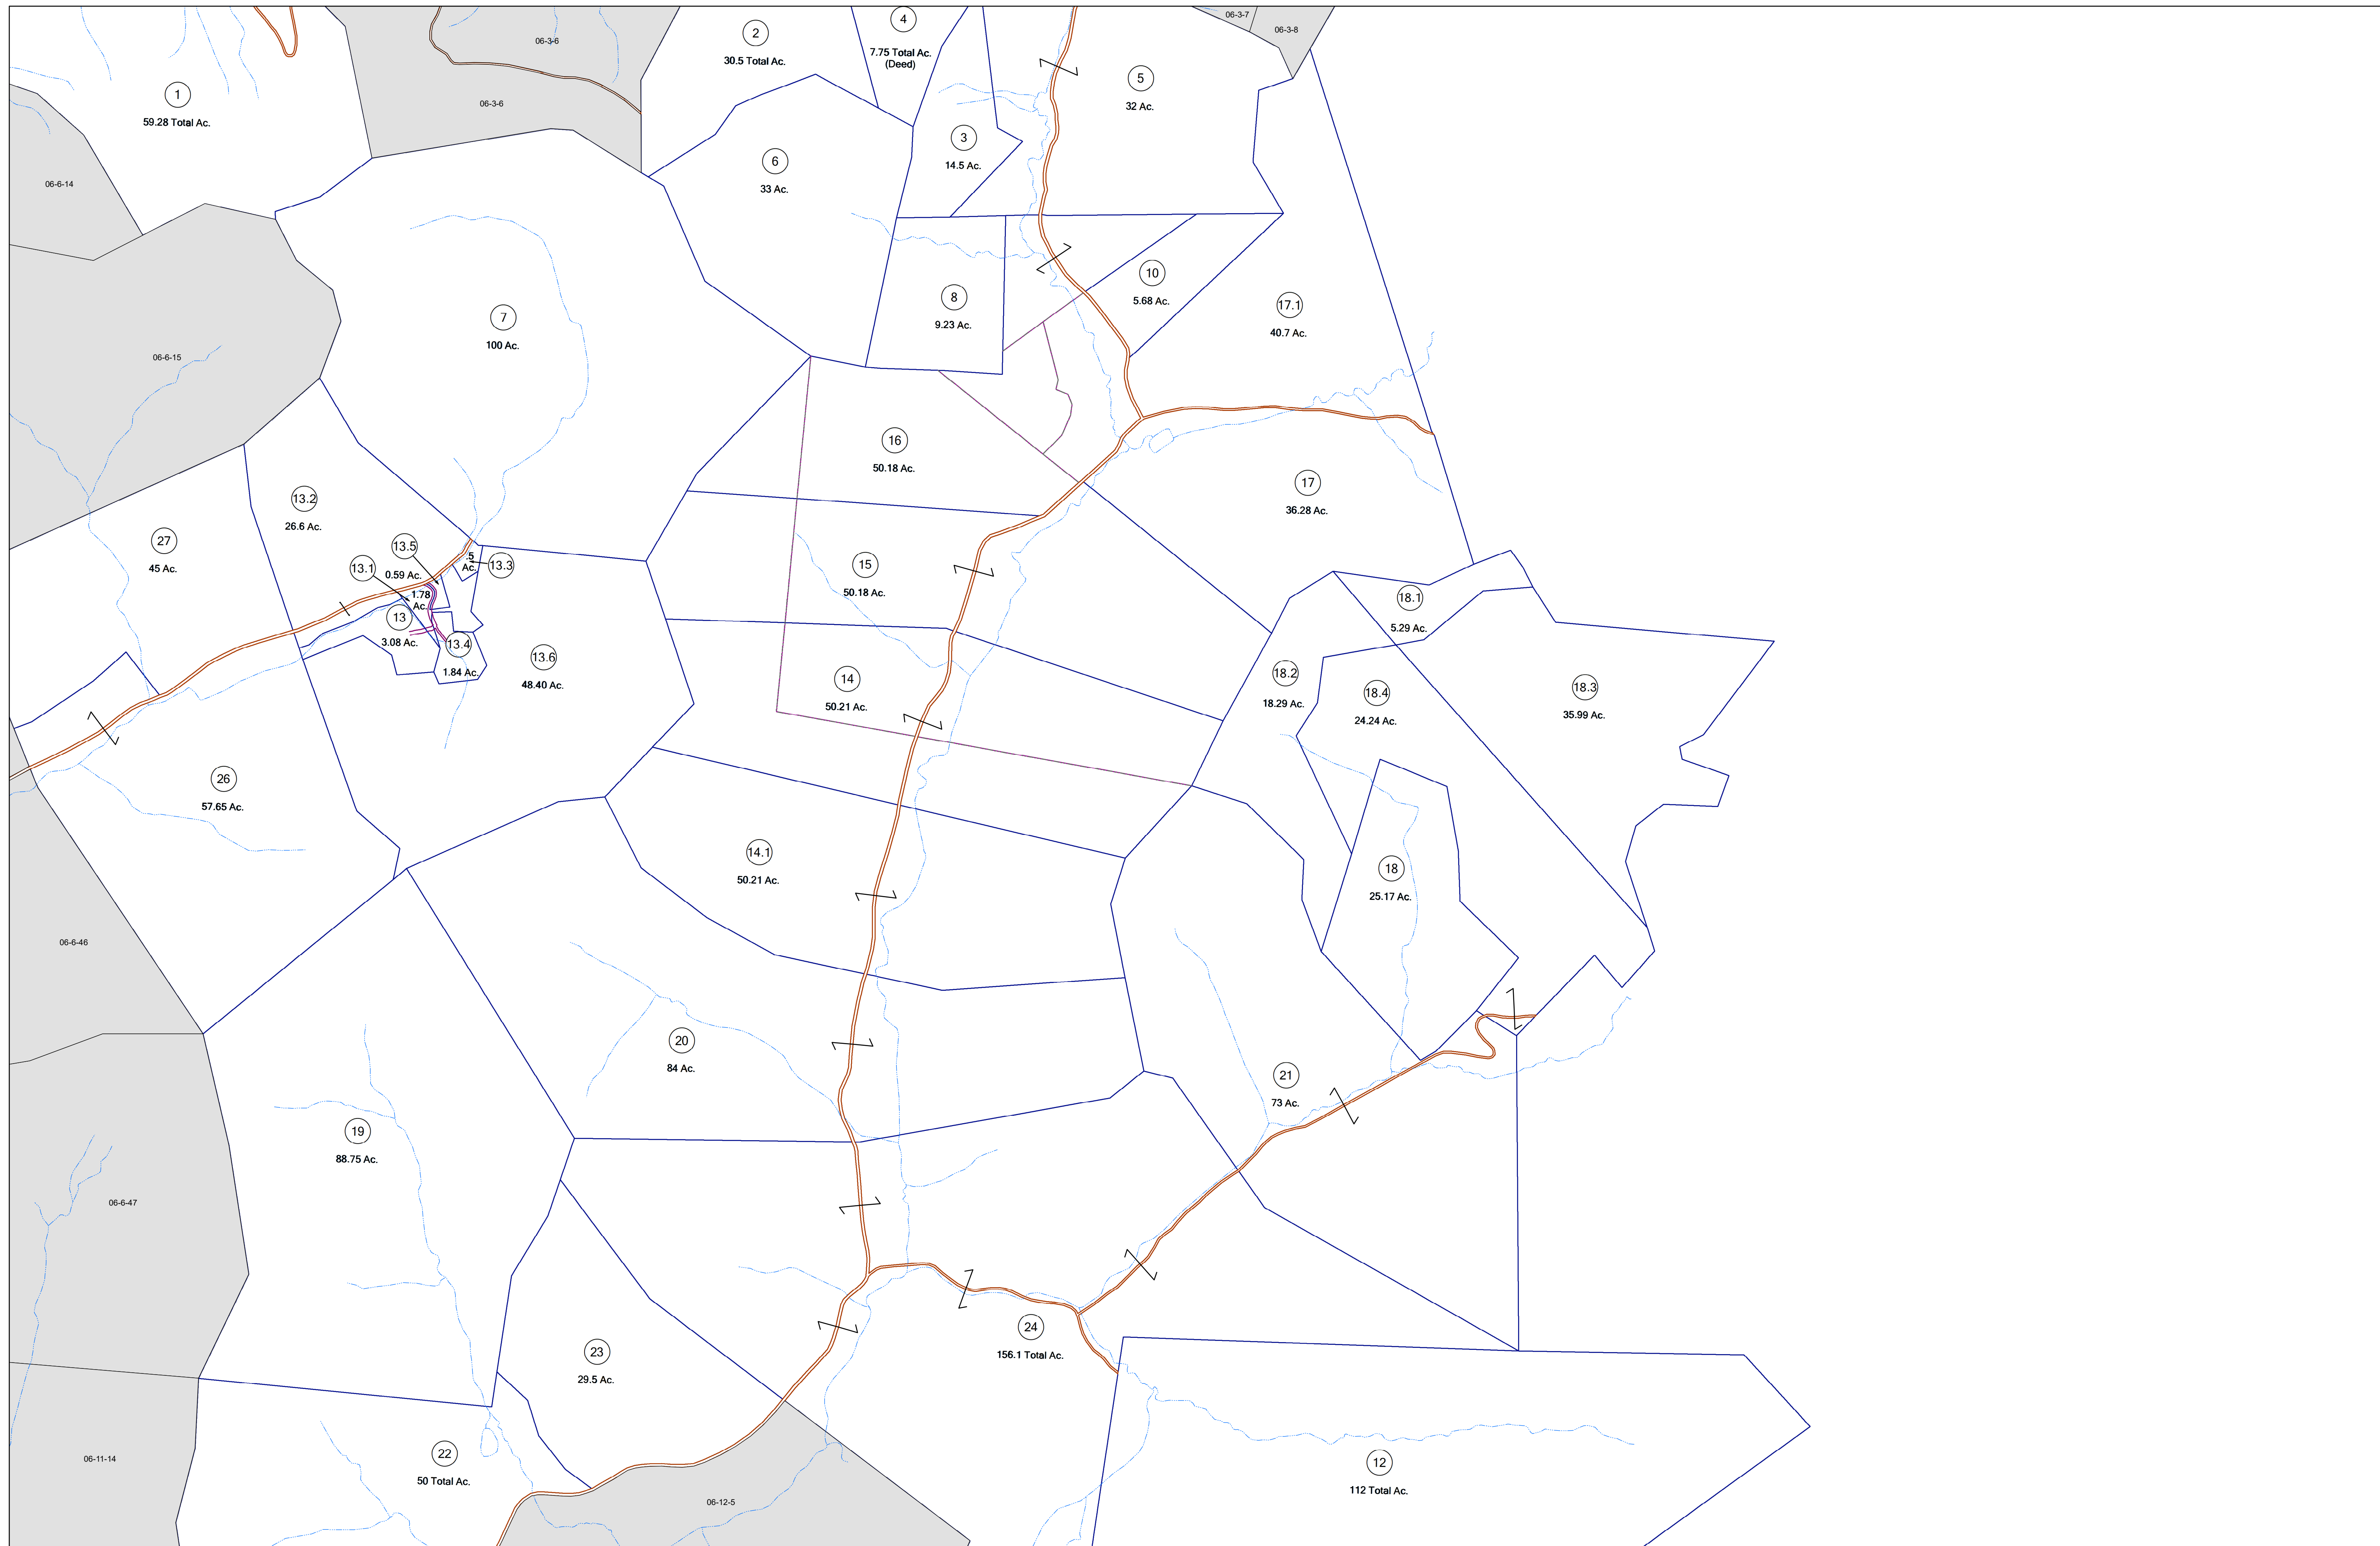 06-3-7
06-3-8
4
7.75 Total Ac.
(Deed)
2
30.5 Total Ac.
06-3-6
06-3-6
5
32 Ac.
1
59.28 Total Ac.
3
14.5 Ac.
6
33 Ac.
06-6-14
10
5.68 Ac.
8
9.23 Ac.
17.1
40.7 Ac.
7
100 Ac.
06-6-15
16
50.18 Ac.
17
36.28 Ac.
13.2
26.6 Ac.
27
45 Ac.
13.5
0.59 Ac.
.5
Ac.
13.3
13.1
1.78
Ac.
13
3.08 Ac.
13.4
1.84 Ac.
13.6
48.40 Ac.
15
50.18 Ac.
18.1
5.29 Ac.
14
50.21 Ac.
18.2
18.29 Ac.
18.4
24.24 Ac.
18.3
35.99 Ac.
26
57.65 Ac.
14.1
50.21 Ac.
18
25.17 Ac.
06-6-46
20
84 Ac.
21
73 Ac.
19
88.75 Ac.
06-6-47
24
156.1 Total Ac.
23
29.5 Ac.
22
50 Total Ac.
06-11-14
12
112 Total Ac.
06-12-5